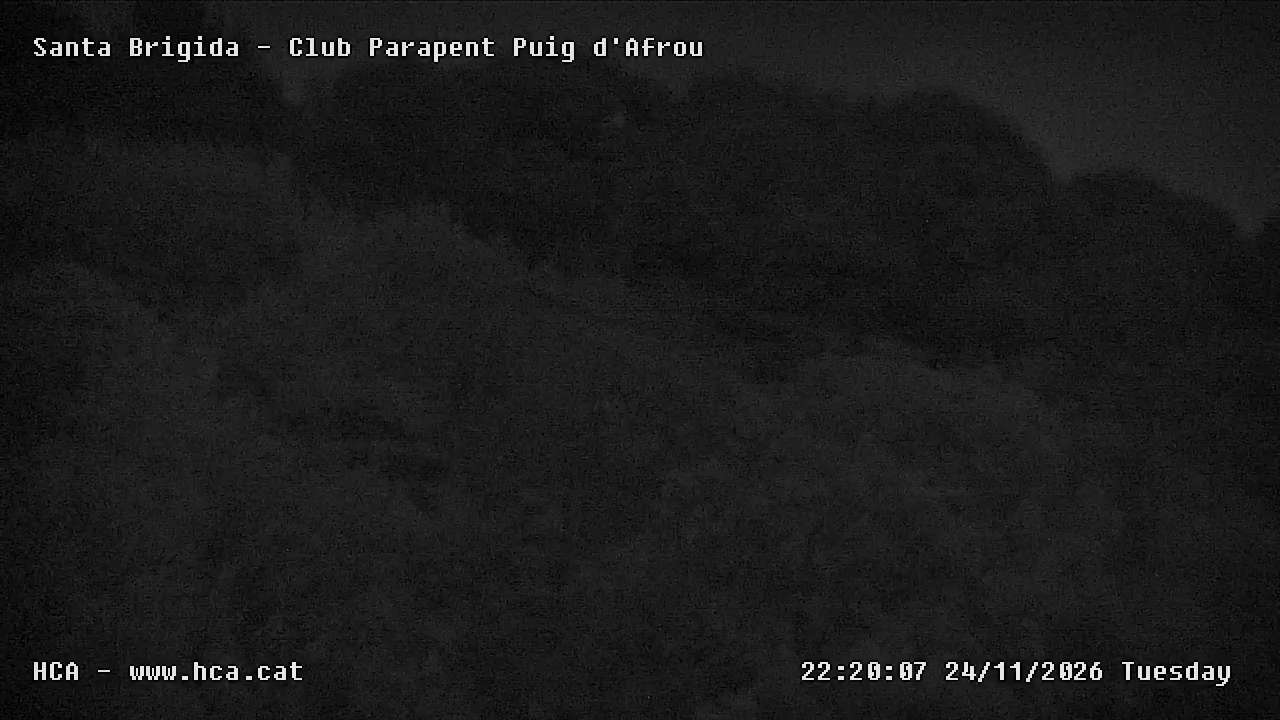 Santa Brigida - Club Parapent Puig d'Afrou
HCA - www.hca.cat
22:20:07 24/11/2026 Tuesday